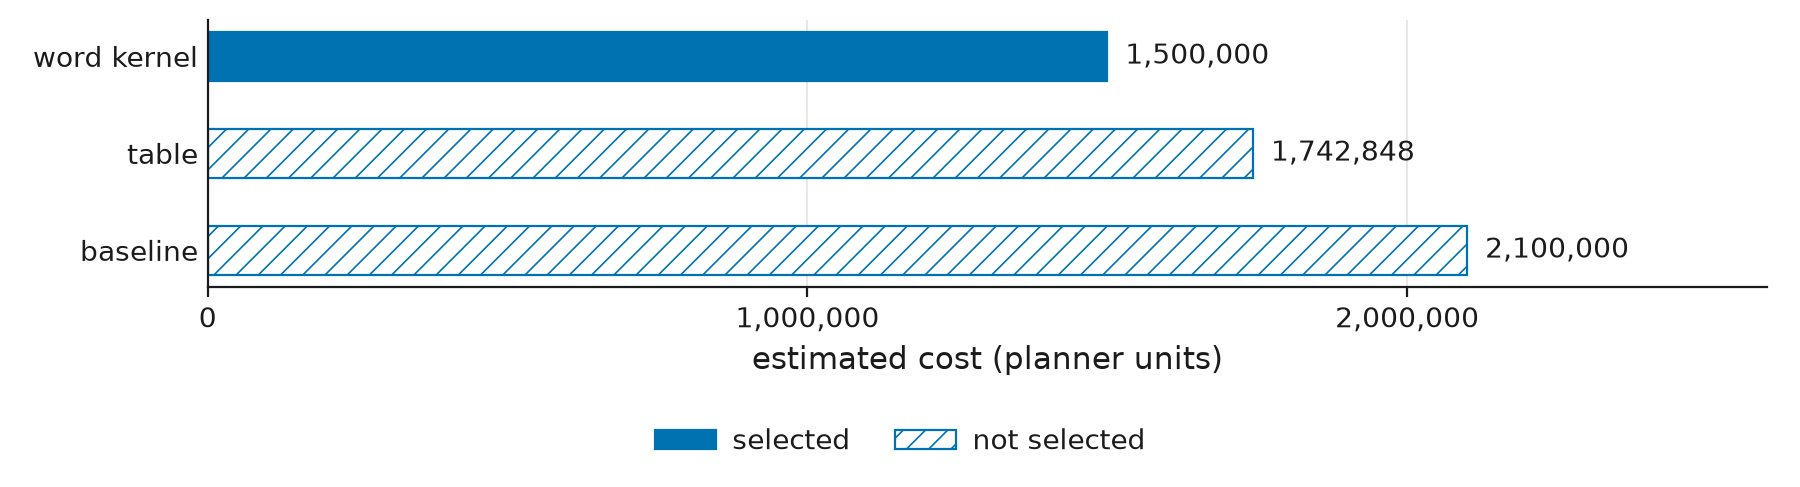 word kernel 1,500,000
table 1,742,848
baseline 2,100,000
0 1,000,000 2,000,000
estimated cost (planner units)
selected not selected